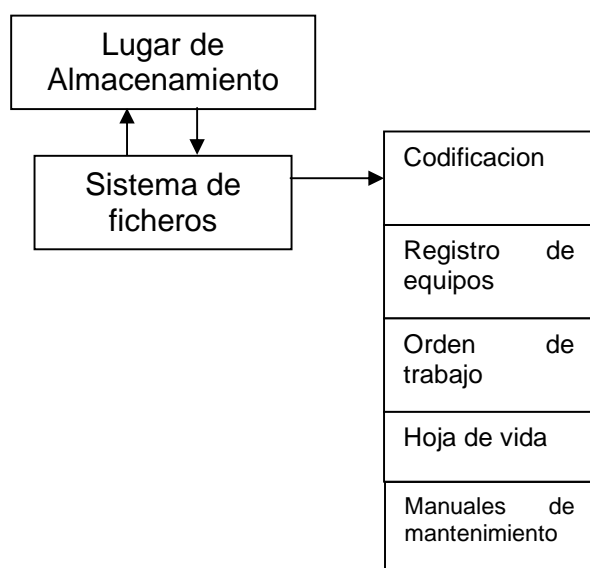 Lugar de
Almacenamiento
Sistema de
ficheros
Codificacion
Registro de
equipos
Orden de
trabajo
Hoja de vida
Manuales de
mantenimiento